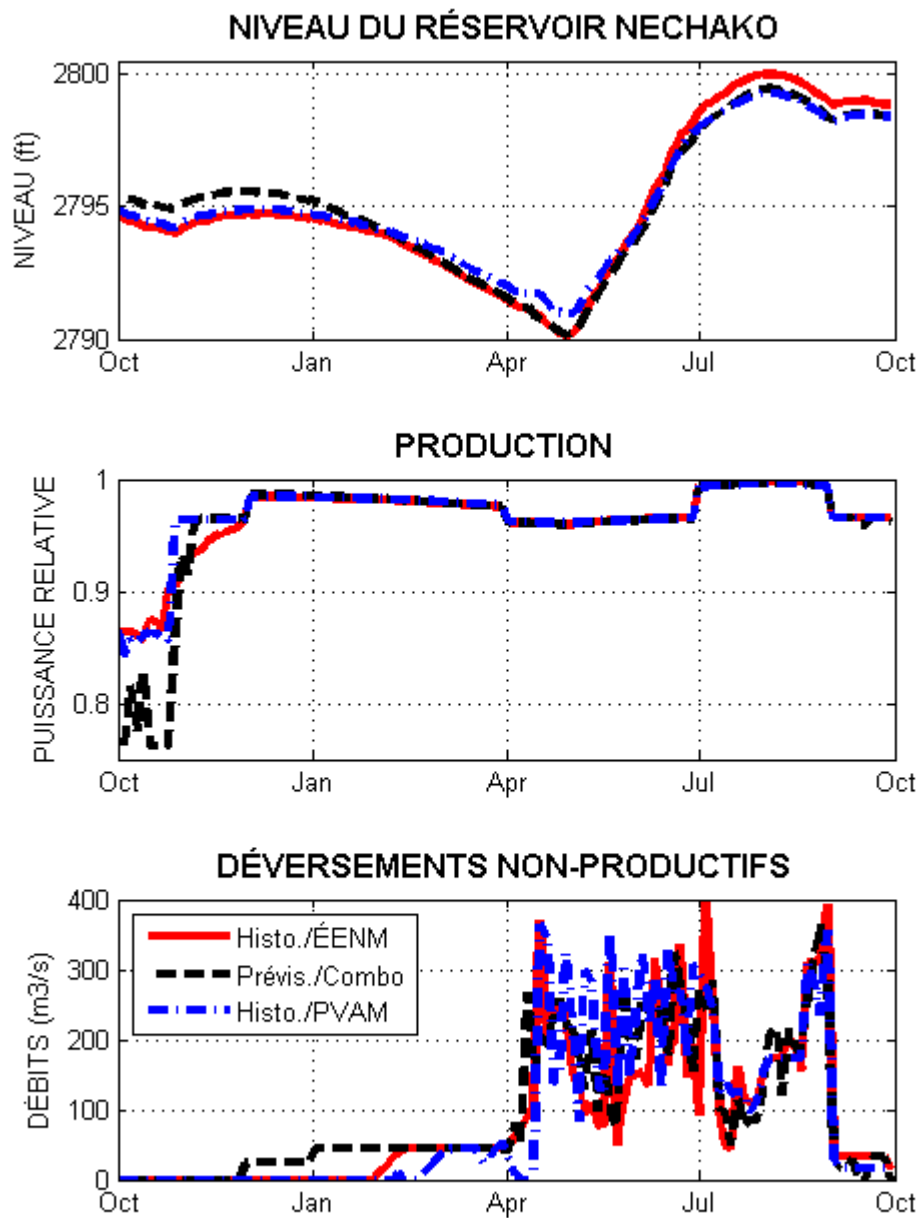 NIVEAU DU RÉSERVOIR NECHAKO
NIVEAU (ft)
2800
2795
2790
Oct Jan Apr Jul Oct
PRODUCTION
PUISSANCE RELATIVE
1
0.9
0.8
Oct Jan Apr Jul Oct
DÉVERSEMENTS NON-PRODUCTIFS
DÉBITS (m3/s)
400
300
200
100
0
Histo./ÉENM
Prévis./Combo
Histo./PVAM
Oct Jan Apr Jul Oct